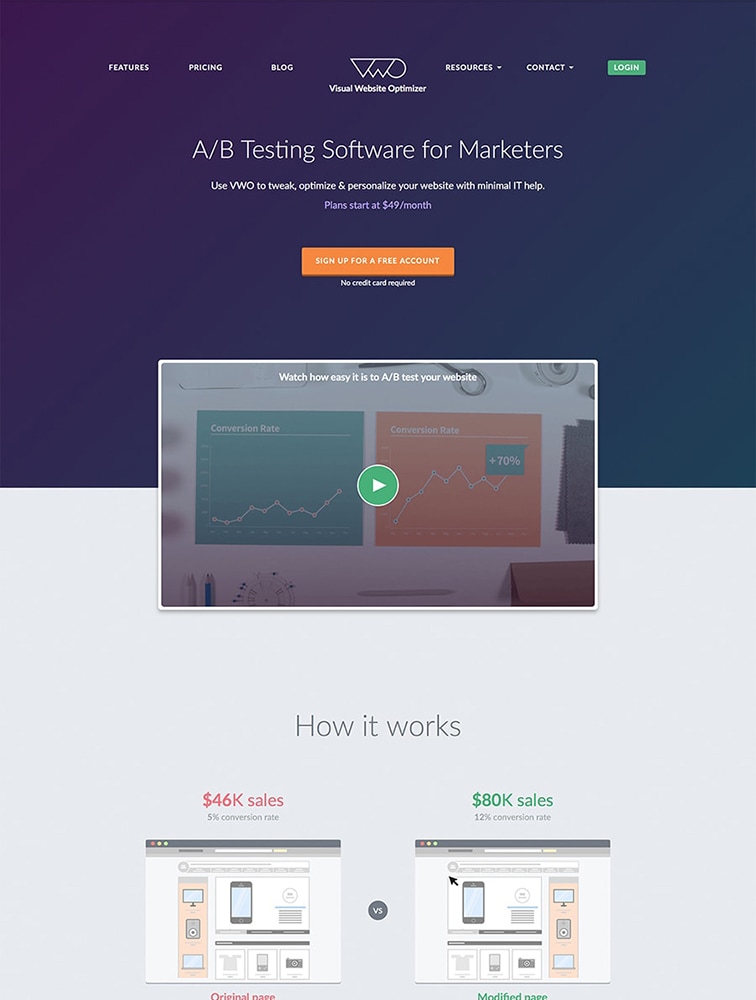 FEATURES
PRICING
BLOG
VWO
Visual Website Optimizer
RESOURCES
CONTACT
LOGIN
A/B Testing Software for Marketers
Use VWO to tweak, optimize & personalize your website with minimal IT help.
Plans start at $49/month
SIGN UP FOR A FREE ACCOUNT
No credit card required
Watch how easy it is to A/B test your website
Conversion Rate
Conversion Rate
+70%
How it works
$46K sales
5% conversion rate
$80K sales
12% conversion rate
VS
Original page
Modified page